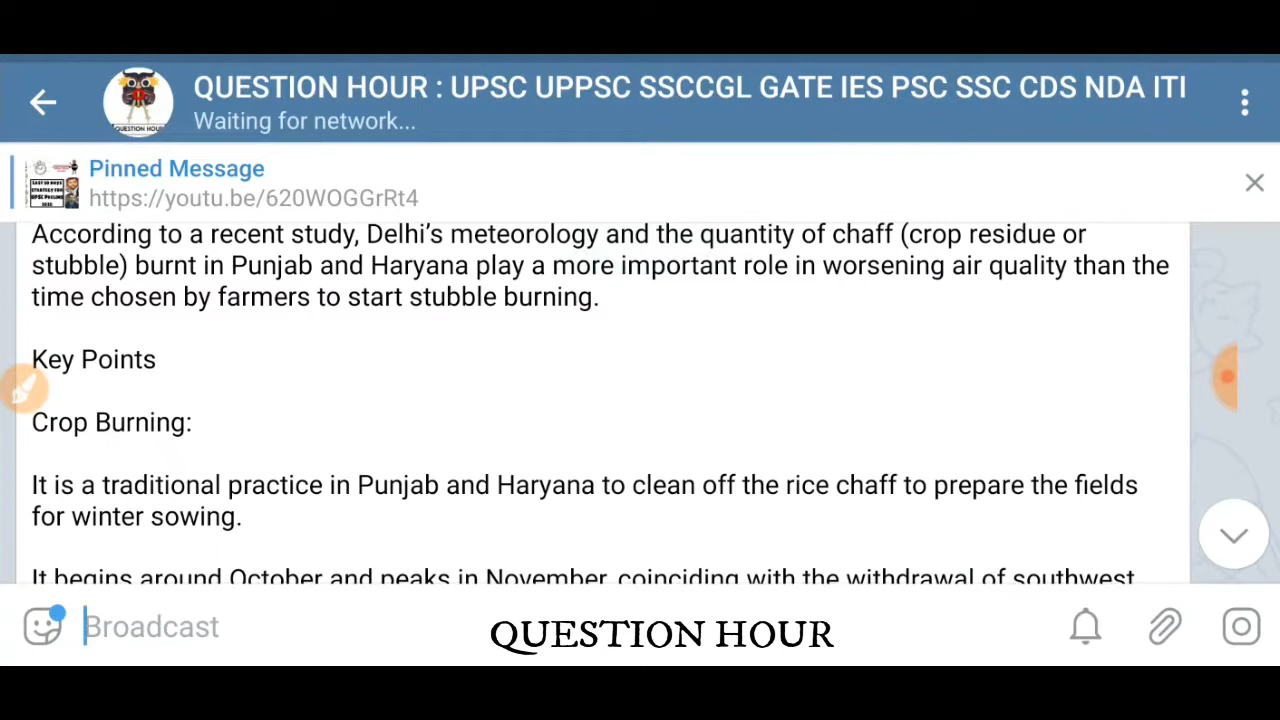 QUESTION HOUR : UPSC UPPSC SSCCGL GATE IES PSC SSC CDS NDA ITI
Waiting for network...
QUESTION HOUR
Pinned Message
https://youtu.be/620WOGGrRt4
According to a recent study, Delhi's meteorology and the quantity of chaff (crop residue or
stubble) burnt in Punjab and Haryana play a more important role in worsening air quality than the
time chosen by farmers to start stubble burning.
Key Points
Crop Burning:
It is a traditional practice in Punjab and Haryana to clean off the rice chaff to prepare the fields
for winter sowing.
It begins around October and peaks in November, coinciding with the withdrawal of southwest
Broadcast
QUESTION HOUR